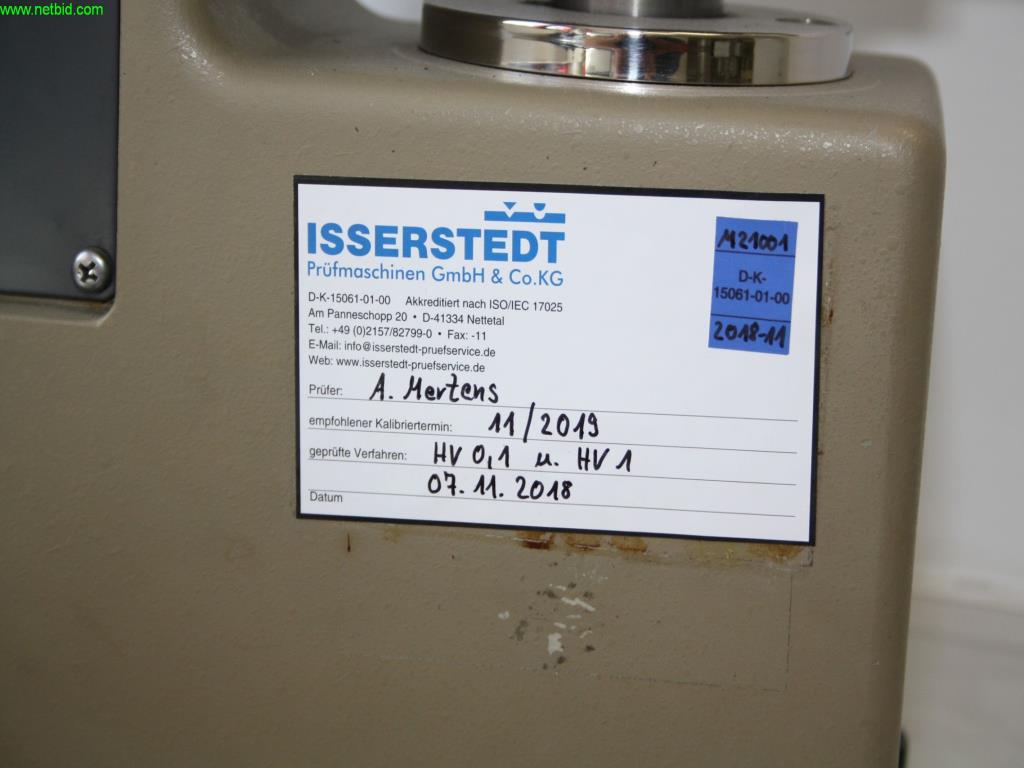 www.netbid.com
ISSERSTEDT
Prüfmaschinen GmbH & Co.KG
D-K-15061-01-00 Akkreditiert nach ISO/IEC 17025
Am Panneschopp 20 • D-41334 Nettetal
Tel.: +49 (0)2157/82799-0 • Fax: -11
E-Mail: info@isserstedt-pruefservice.de
Web: www.isserstedt-pruefservice.de
Prüfer: A. Mertens
empfohlener Kalibriertermin: 11/2019
geprüfte Verfahren: HV 0,1 u. HV 1
Datum 07.11.2018
M21001
D-K-
15061-01-00
2018-11